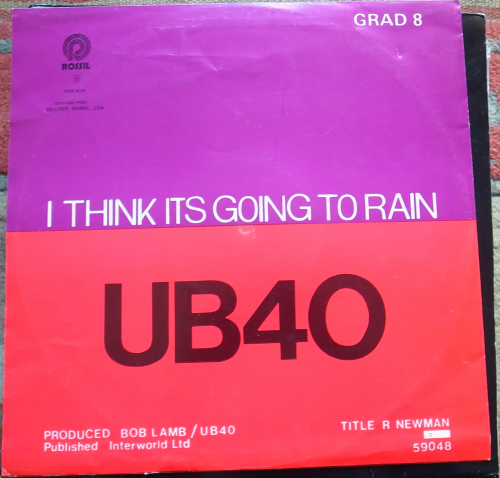 GRAD 8
ROSSIL
I THINK ITS GOING TO RAIN
UB40
PRODUCED BOB LAMB / UB40
Published Interworld Ltd
TITLE R NEWMAN
59048